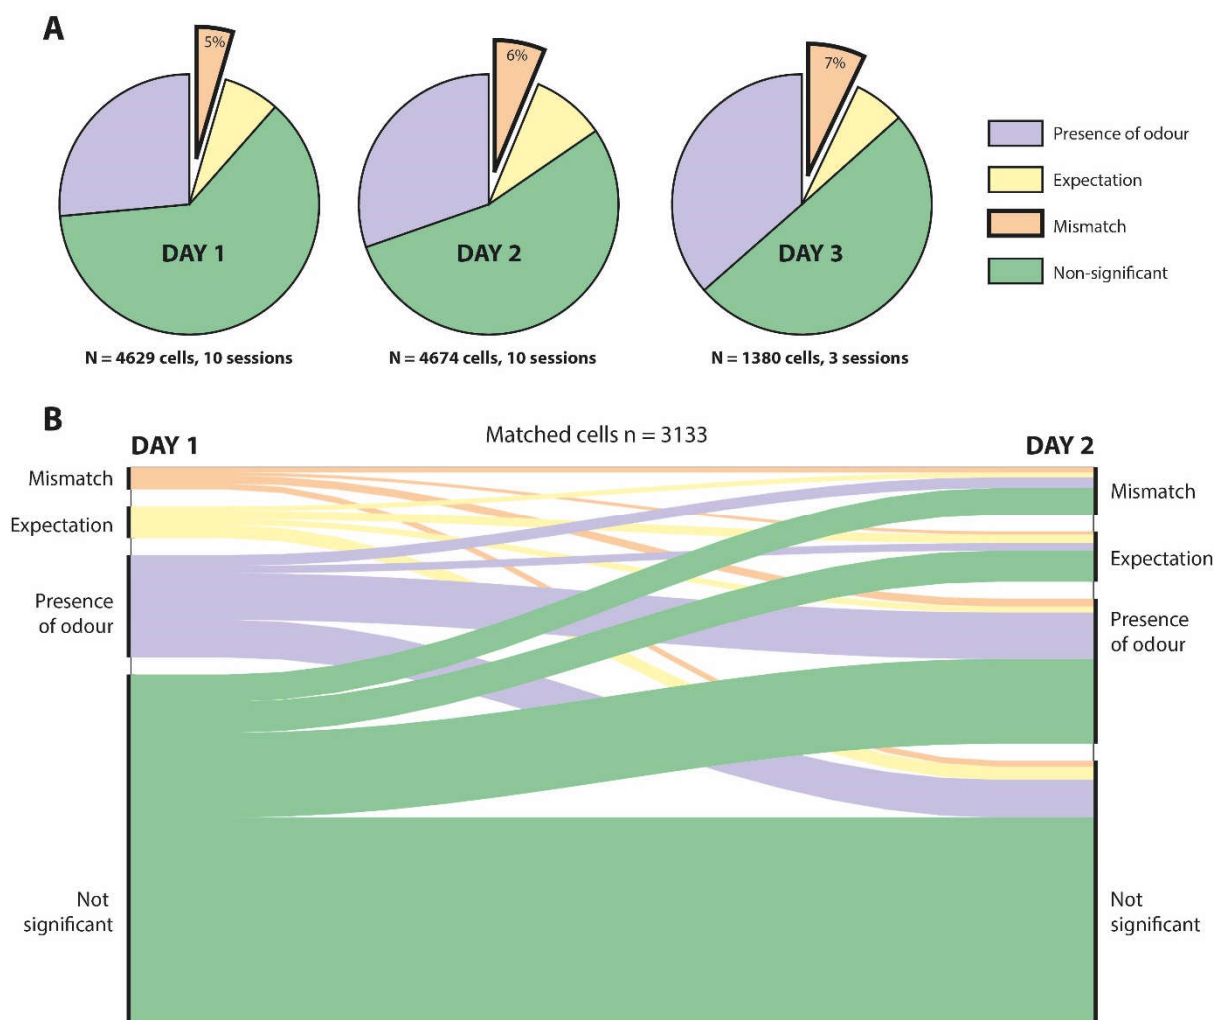 A
5%
6%
7%
DAY 1
DAY 2
DAY 3
N = 4629 cells, 10 sessions
N = 4674 cells, 10 sessions
N = 1380 cells, 3 sessions
Presence of odour
Expectation
Mismatch
Non-significant
B
DAY 1
Matched cells n = 3133
DAY 2
Mismatch
Expectation
Presence
of odour
Not
significant
Mismatch
Expectation
Presence
of odour
Not
significant